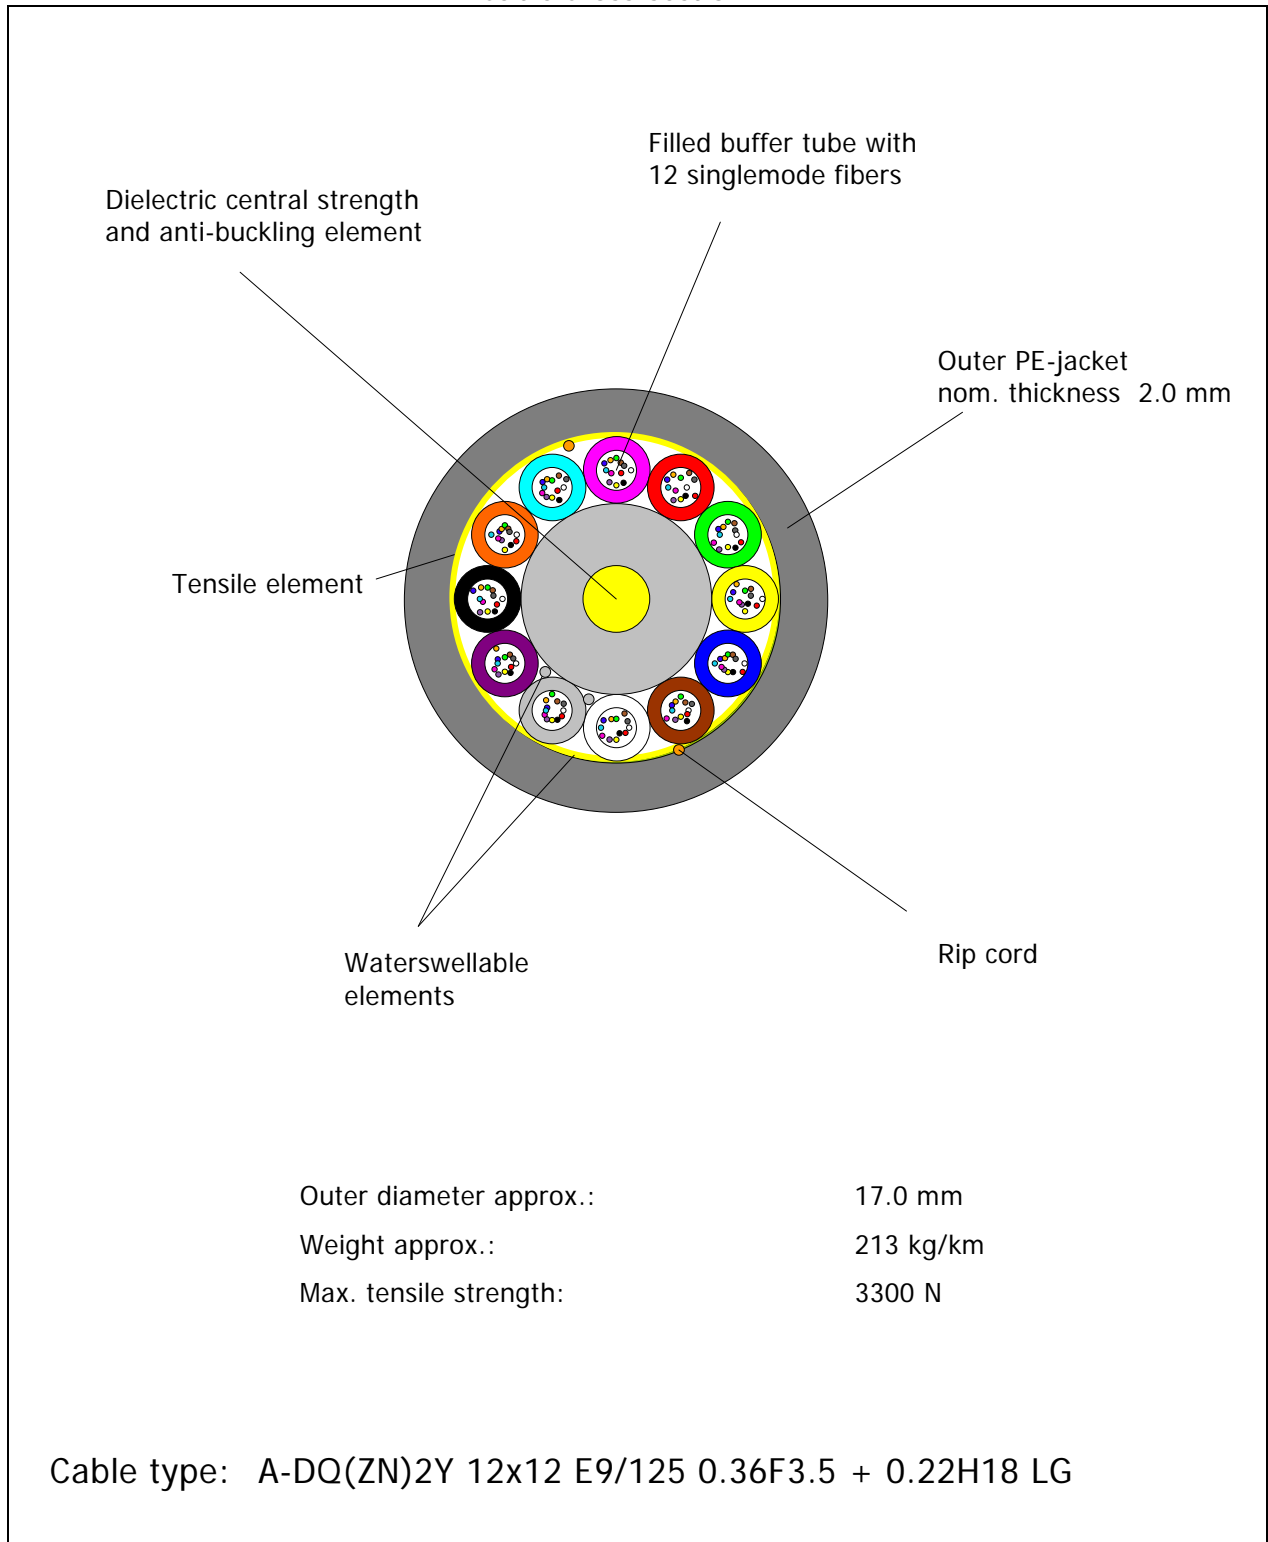 Filled buffer tube with
12 singlemode fibers
Dielectric central strength
and anti-buckling element
Outer PE-jacket
nom. thickness 2.0 mm
Tensile element
Rip cord
Waterswellable
elements
Outer diameter approx.: 17.0 mm
Weight approx.: 213 kg/km
Max. tensile strength: 3300 N
Cable type: A-DQ(ZN)2Y 12x12 E9/125 0.36F3.5 + 0.22H18 LG